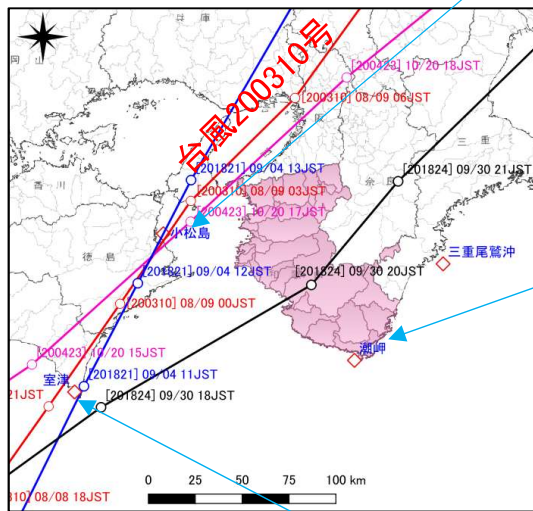 兵 庫
岡 山
台風200310号
[200423] 10/20 18JST
[200310] 08/09 06JST
三 重
大 阪
[201821] 09/04 13JST
奈 良
[201824] 09/30 21JST
香 川
[200310] 08/09 03JST
[200423] 10/20 17JST
小松島
三重尾鷲沖
徳 島
[201821] 09/04 12JST
[201824] 09/30 20JST
[200310] 08/09 00JST
潮岬
[200423] 10/20 15JST
[201821] 09/04 11JST
室津
21JST
[201824] 09/30 18JST
0 25 50 75 100 km
310] 08/08 18JST